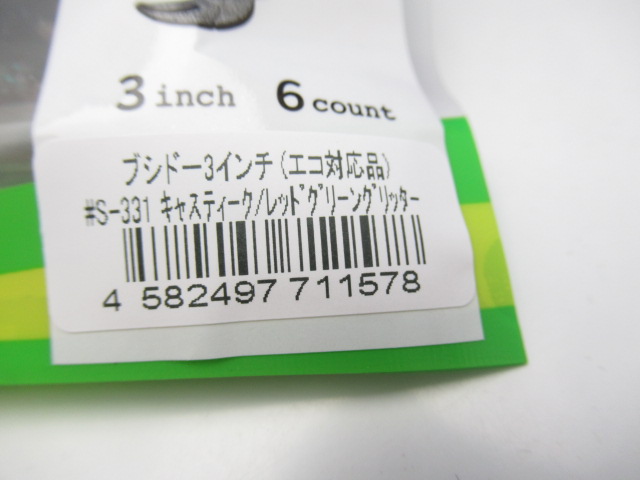 3 inch 6 count
ブシドー3インチ(エコ対応品)
#S-331 キャスティーク/レッドグリーングリッター
4 582497 711578